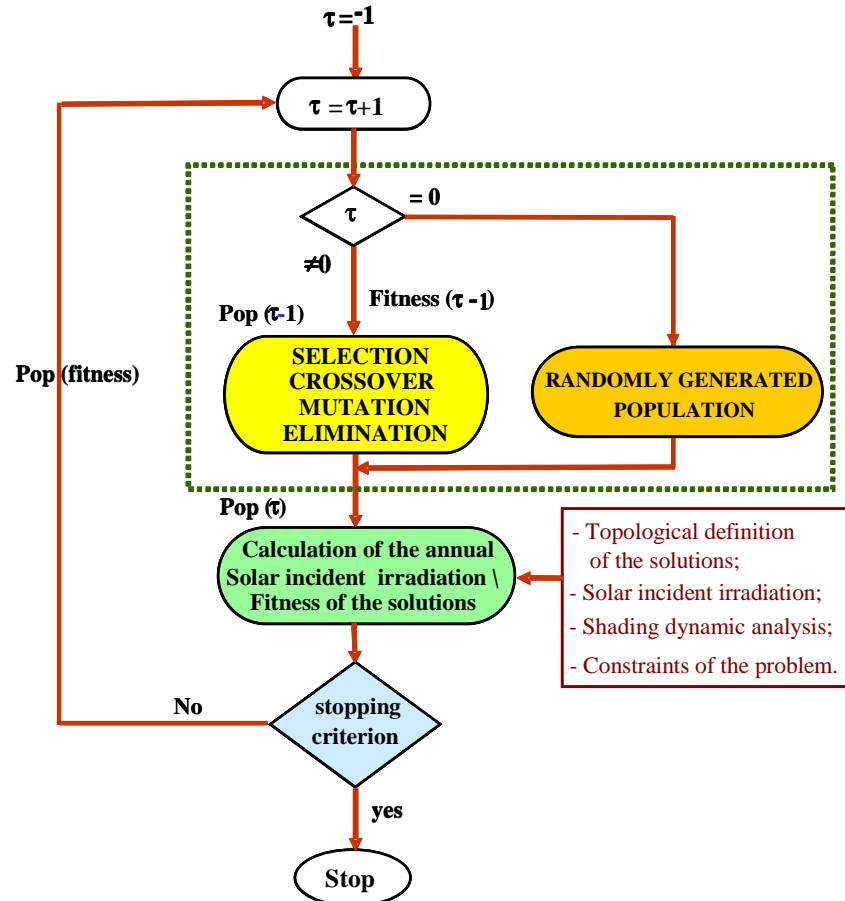 τ = -1
τ = τ+1
τ
= 0
≠0
Fitness (τ -1)
Pop (τ-1)
SELECTION
CROSSOVER
MUTATION
ELIMINATION
RANDOMLY GENERATED
POPULATION
Pop (fitness)
Pop (τ)
Calculation of the annual
Solar incident irradiation \
Fitness of the solutions
- Topological definition
of the solutions;
- Solar incident irradiation;
- Shading dynamic analysis;
- Constraints of the problem.
No
stopping
criterion
yes
Stop